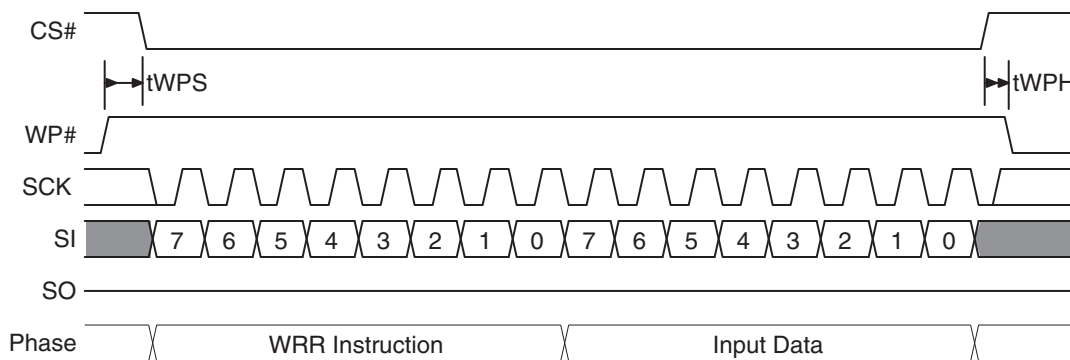 CS#
tWPS
tWPH
WP#
SCK
SI 7 6 5 4 3 2 1 0 7 6 5 4 3 2 1 0
SO
Phase WRR Instruction Input Data